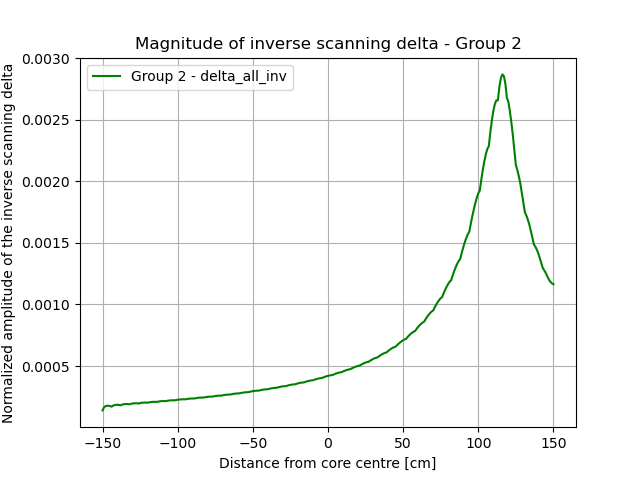 Magnitude of inverse scanning delta - Group 2
Group 2 - delta_all_inv
Normalized amplitude of the inverse scanning delta
0.0030
0.0025
0.0020
0.0015
0.0010
0.0005
−150 −100 −50 0 50 100 150
Distance from core centre [cm]